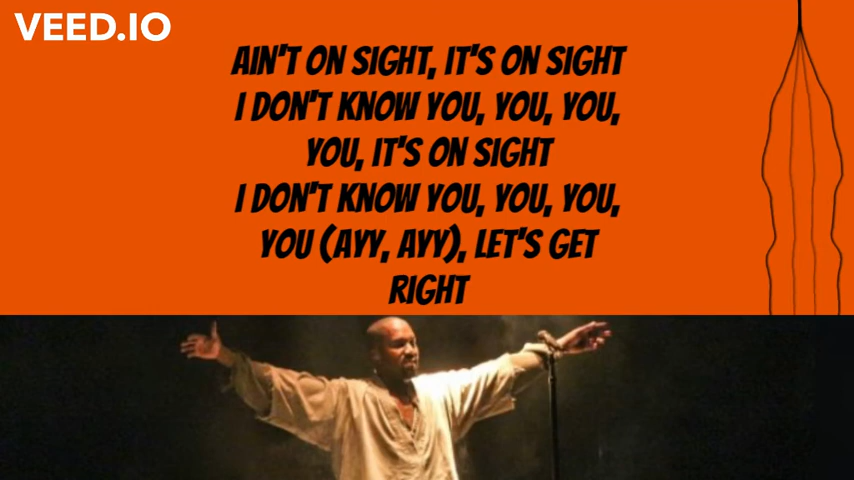 VEED.IO
AIN'T ON SIGHT, IT'S ON SIGHT
I DON'T KNOW YOU, YOU, YOU,
YOU, IT'S ON SIGHT
I DON'T KNOW YOU, YOU, YOU,
YOU (AYY, AYY), LET'S GET
RIGHT